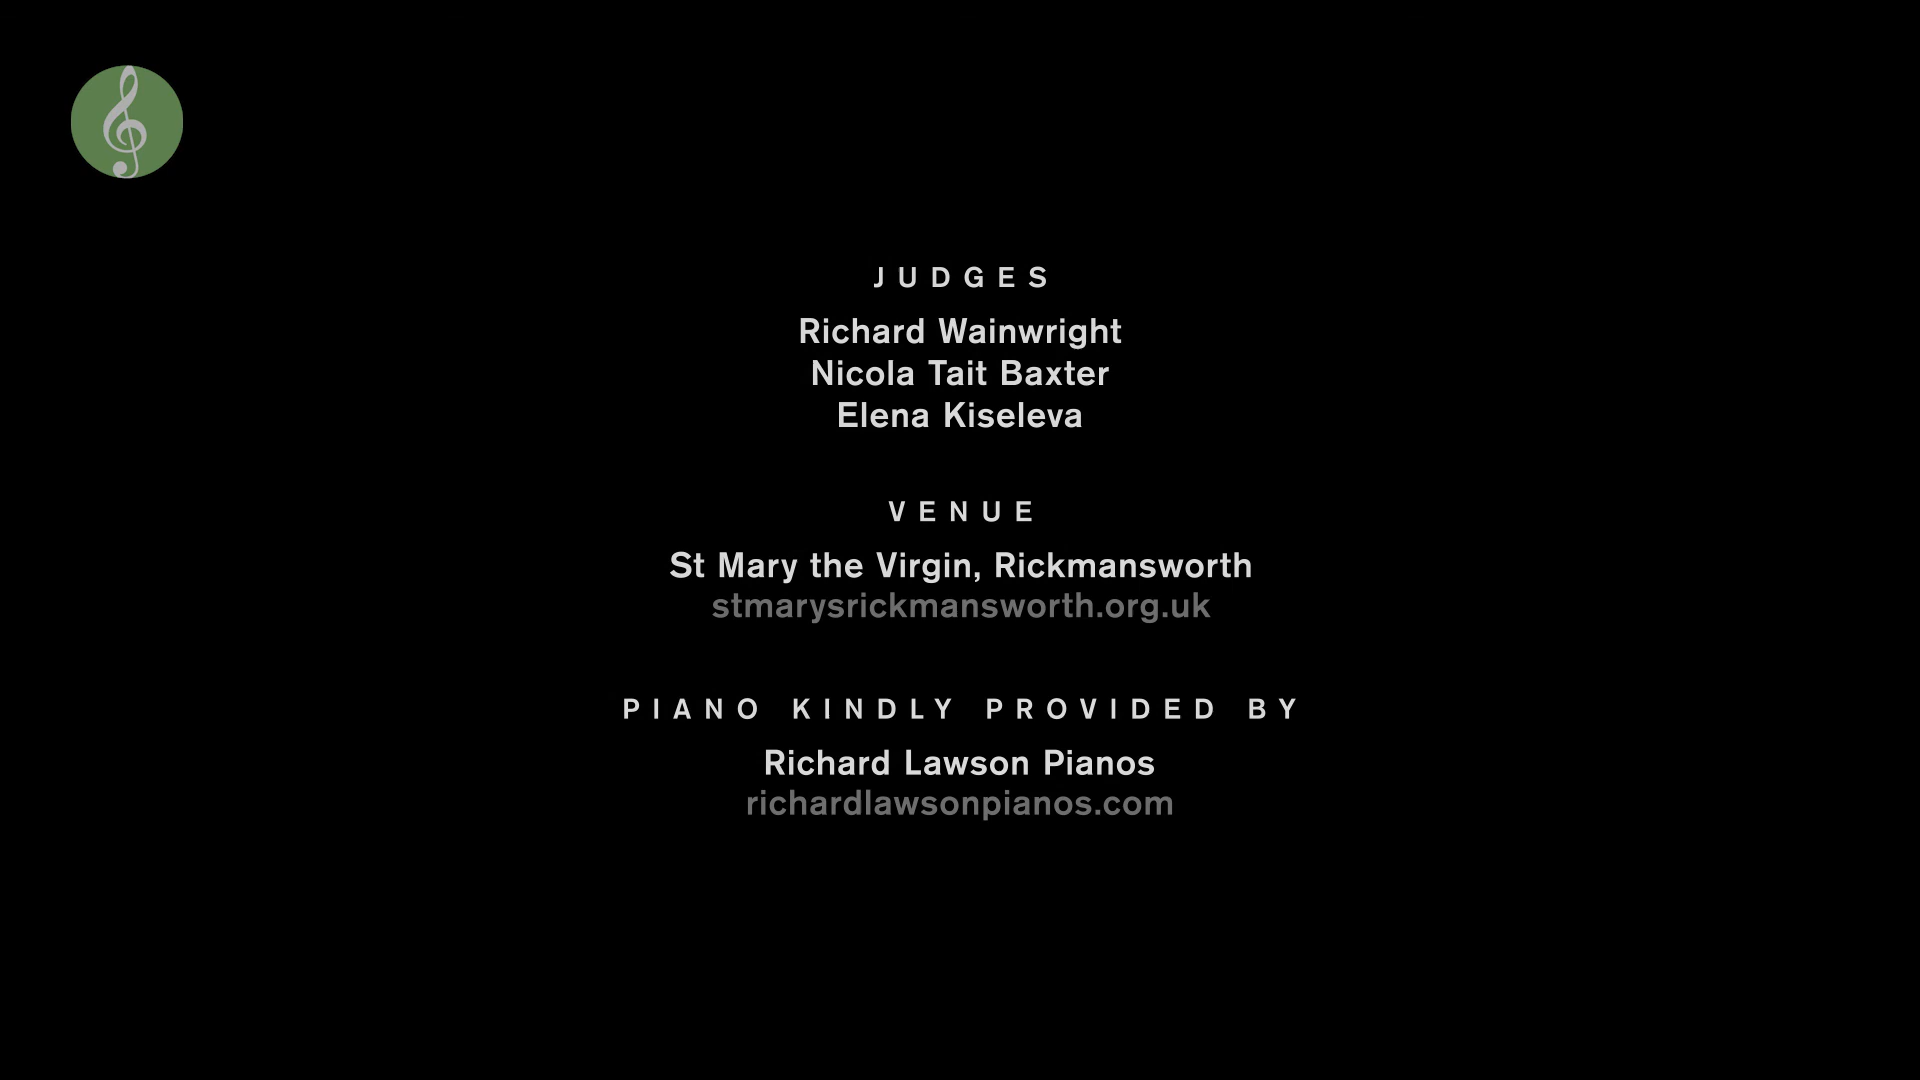 JUDGES
Richard Wainwright
Nicola Tait Baxter
Elena Kiseleva
VENUE
St Mary the Virgin, Rickmansworth
stmarysrickmansworth.org.uk
PIANO KINDLY PROVIDED BY
Richard Lawson Pianos
richardlawsonpianos.com